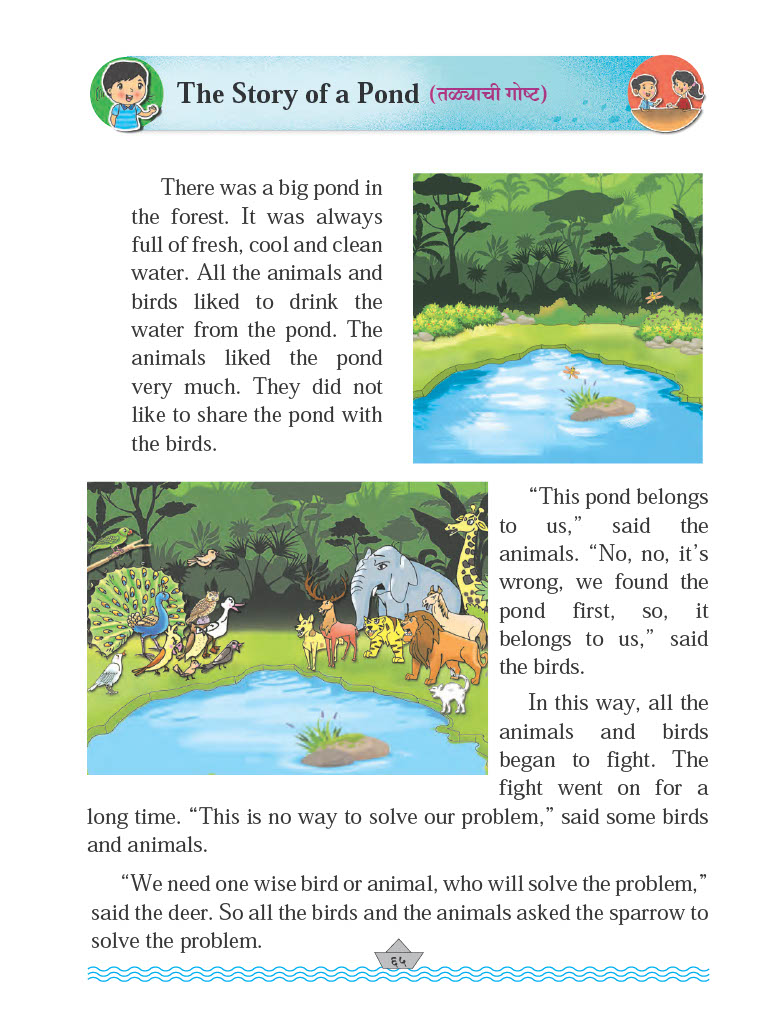 The Story of a Pond (तळ्याची गोष्ट)
There was a big pond in
the forest. It was always
full of fresh, cool and clean
water. All the animals and
birds liked to drink the
water from the pond. The
animals liked the pond
very much. They did not
like to share the pond with
the birds.
“This pond belongs
to us,” said the
animals. “No, no, it’s
wrong, we found the
pond first, so, it
belongs to us,” said
the birds.
In this way, all the
animals and birds
began to fight. The
fight went on for a
long time. “This is no way to solve our problem,” said some birds
and animals.
“We need one wise bird or animal, who will solve the problem,”
said the deer. So all the birds and the animals asked the sparrow to
solve the problem.
६५